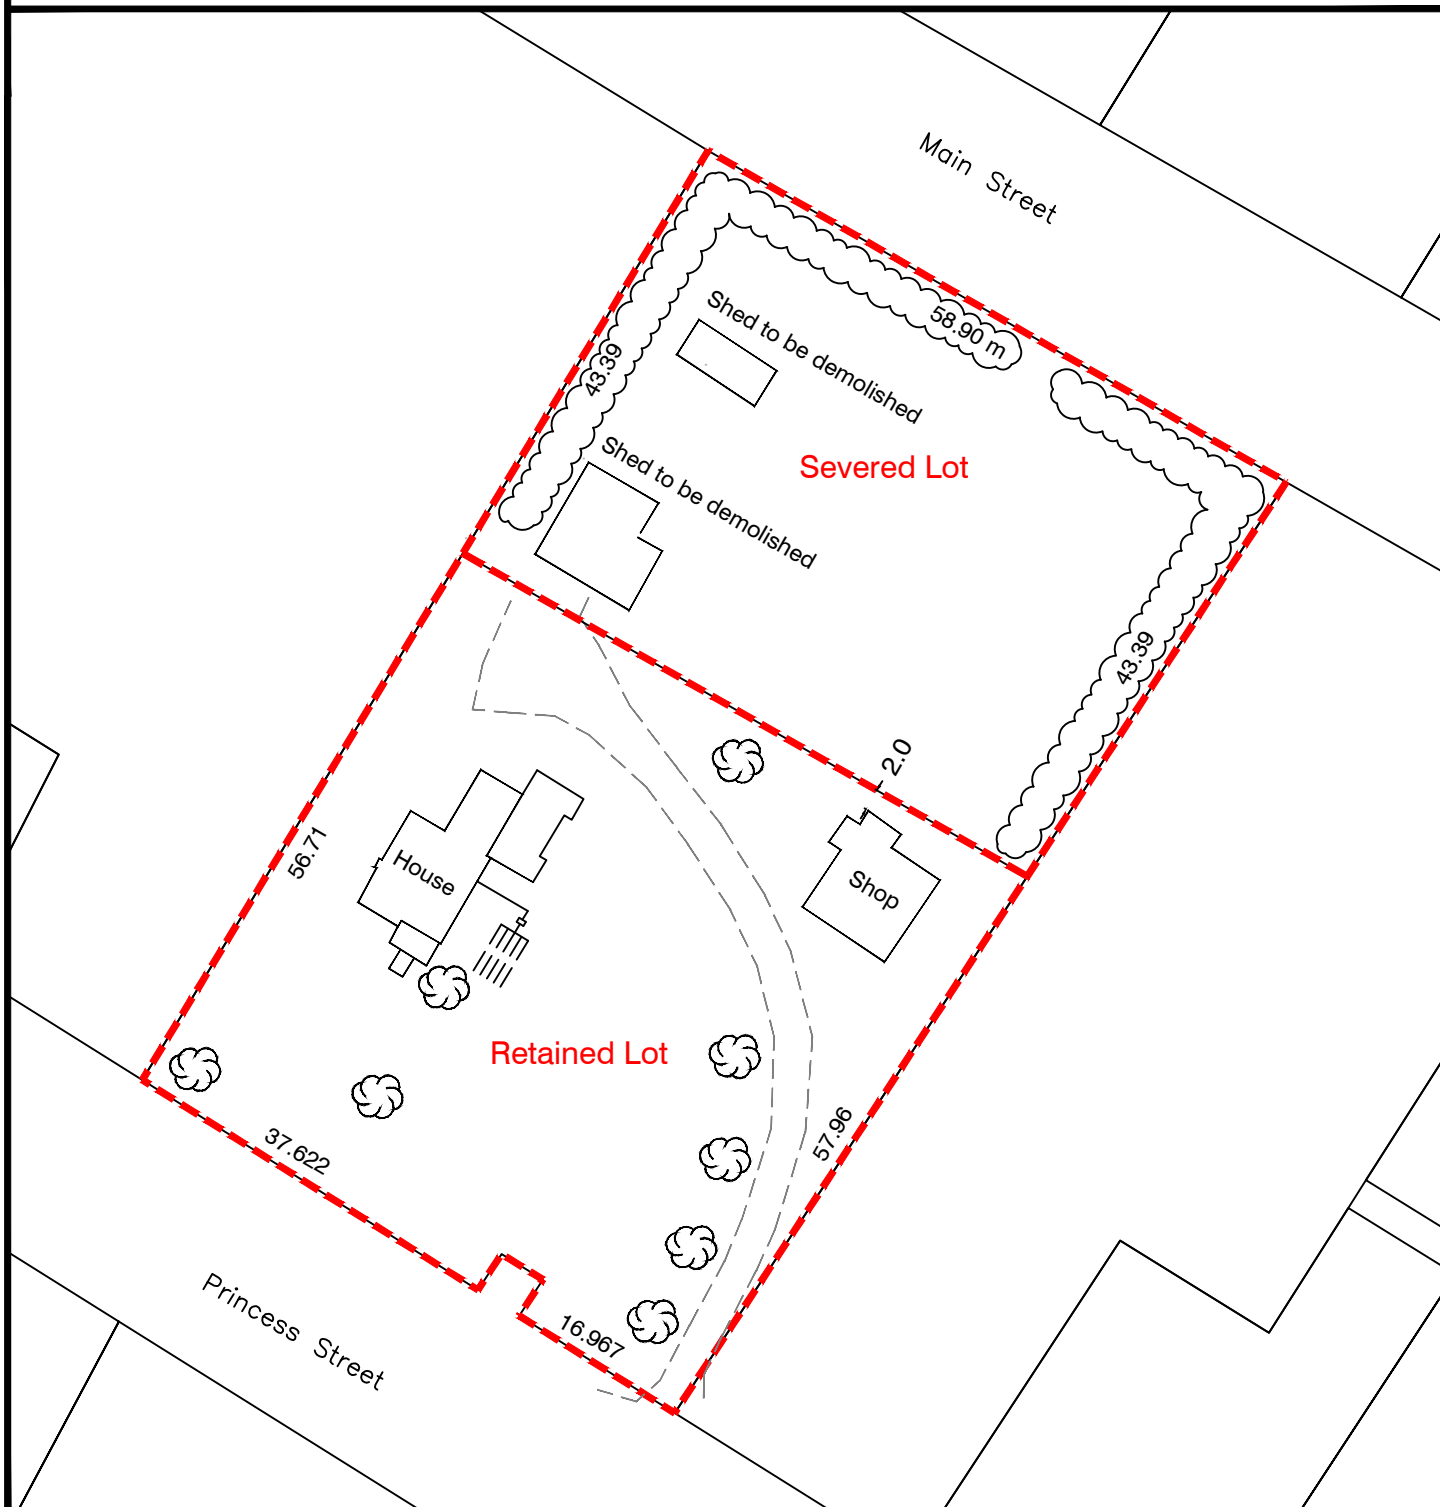 Main Street
58.90 m
Shed to be demolished
43.39
Severed Lot
Shed to be demolished
43.39
2.0
56.71
House
Shop
Retained Lot
57.96
37.622
16.967
Princess Street